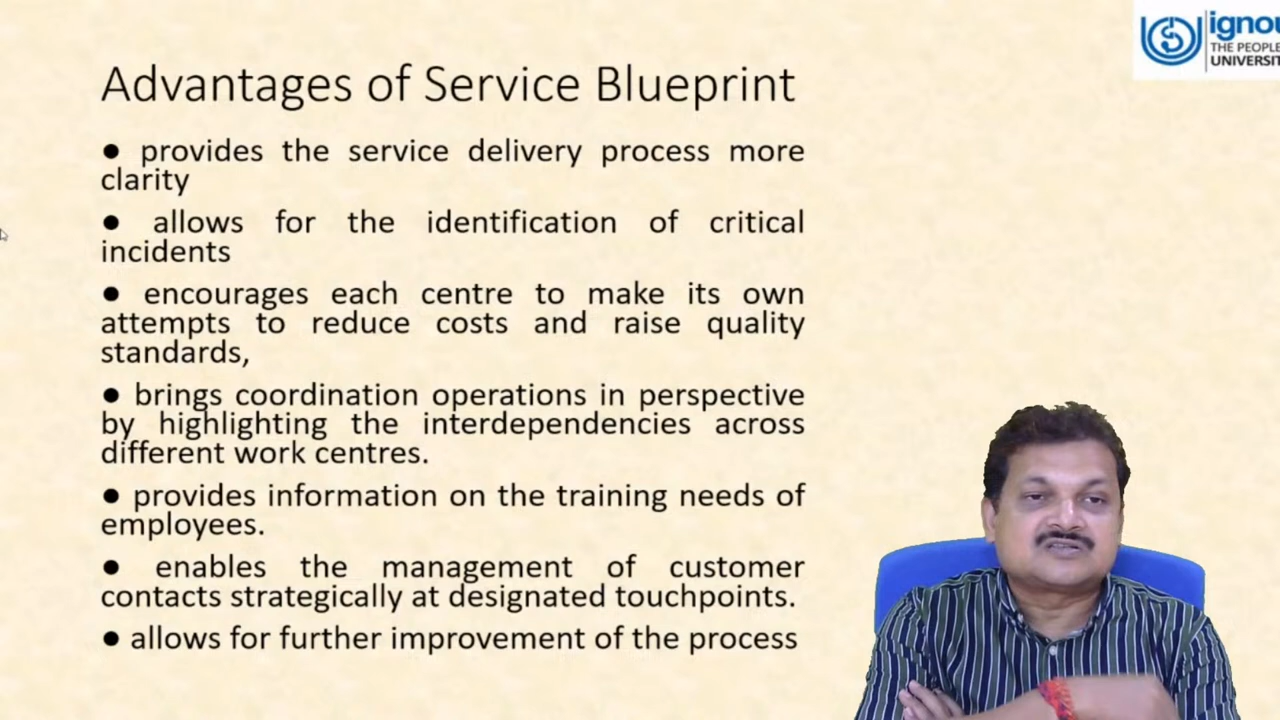 ignou
THE PEOPLE
UNIVERSIT
Advantages of Service Blueprint
● provides the service delivery process more
clarity
● allows for the identification of critical
incidents
● encourages each centre to make its own
attempts to reduce costs and raise quality
standards,
● brings coordination operations in perspective
by highlighting the interdependencies across
different work centres.
● provides information on the training needs of
employees.
● enables the management of customer
contacts strategically at designated touchpoints.
● allows for further improvement of the process